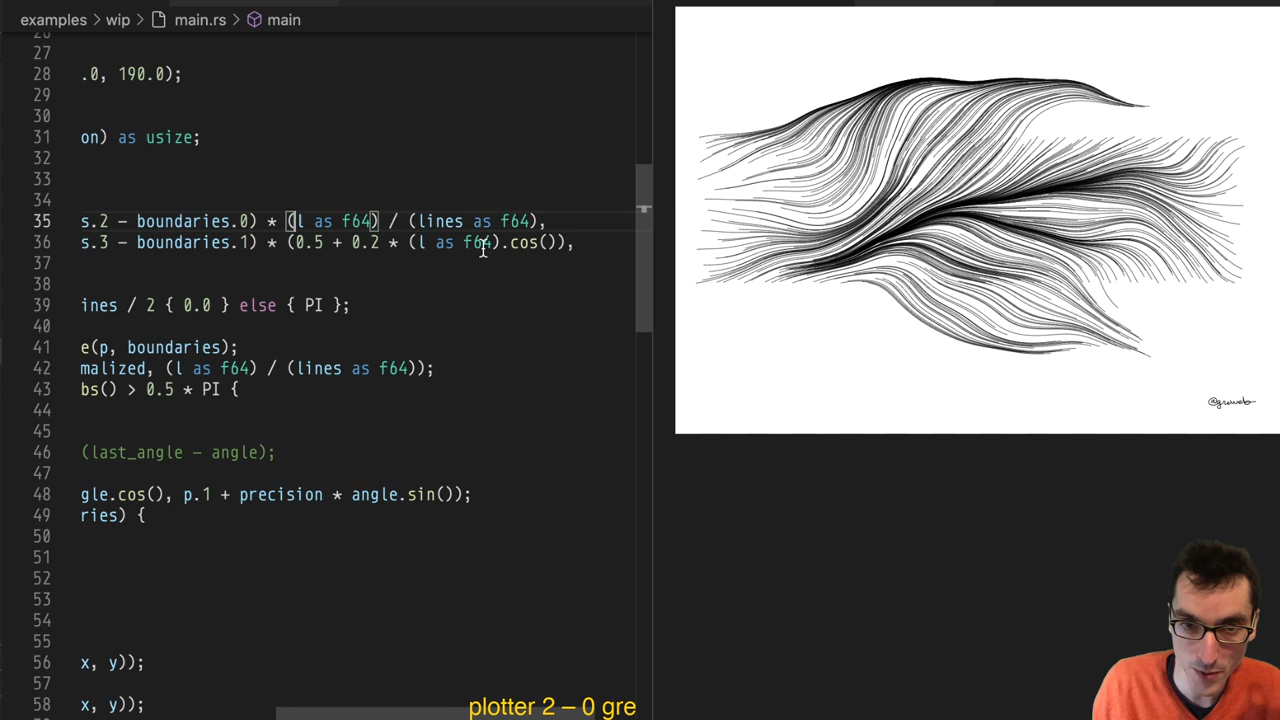 examples › wip › main.rs › main
26
27
28 .0, 190.0);
29
30
31 on) as usize;
32
33
34
35 s.2 - boundaries.0) * (l as f64) / (lines as f64),
36 s.3 - boundaries.1) * (0.5 + 0.2 * (l as f64).cos()),
37
38
39 ines / 2 { 0.0 } else { PI };
40
41 e(p, boundaries);
42 malized, (l as f64) / (lines as f64));
43 bs() > 0.5 * PI {
44
45
46 (last_angle - angle);
47
48 gle.cos(), p.1 + precision * angle.sin());
49 ries) {
50
51
52
53
54
55
56 x, y));
57
58 x, y));
@greweb
plotter 2 – 0 gre